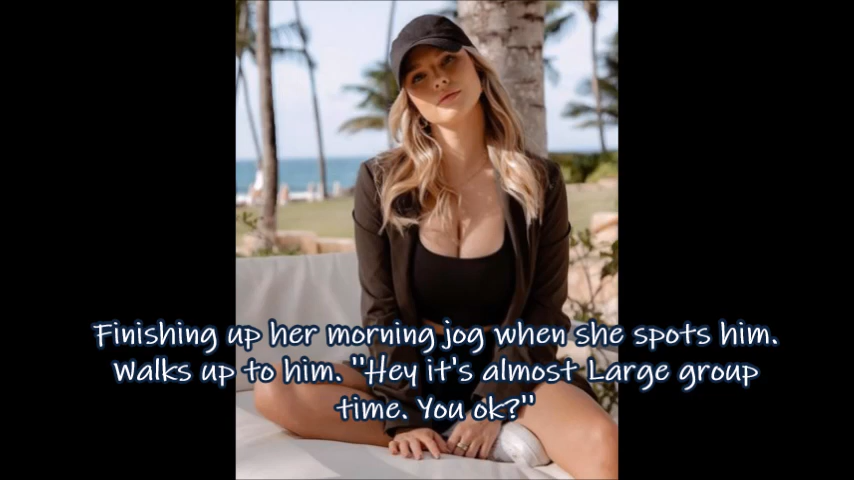 Finishing up her morning jog when she spots him.
Walks up to him. "Hey it's almost Large group
time. You ok?"